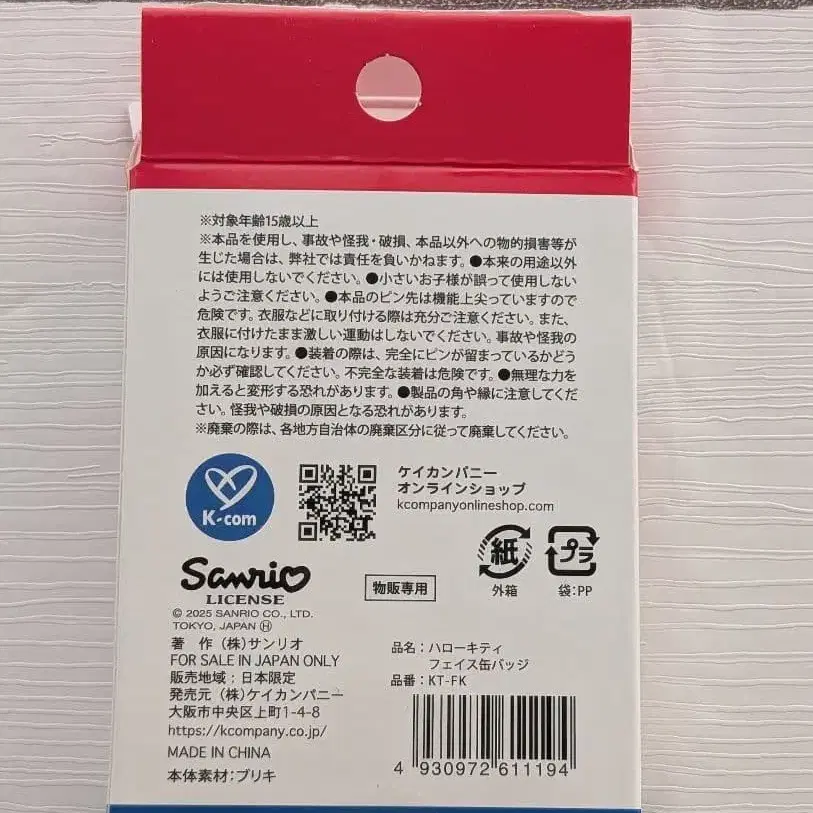 ※対象年齢15歳以上
※本品を使用し、事故や怪我・破損、本品以外への物的損害等が
生じた場合は、弊社では責任を負いかねます。●本来の用途以外
には使用しないでください。●小さいお子様が誤って使用しない
ようご注意ください。●本品のピン先は機能上尖っていますので
危険です。衣服などに取り付ける際は充分ご注意ください。また、
衣服に付けたまま激しい運動はしないでください。事故や怪我の
原因になります。●装着の際は、完全にピンが留まっているかどう
か必ず確認してください。不完全な装着は危険です。●無理な力を
加えると変形する恐れがあります。●製品の角や縁に注意してくだ
さい。怪我や破損の原因となる恐れがあります。
※廃棄の際は、各地方自治体の廃棄区分に従って廃棄してください。
K-com
ケイカンパニー
オンラインショップ
kcompanyonlineshop.com
紙
外箱
プラ
袋:PP
Sanrio
LICENSE
© 2025 SANRIO CO., LTD.
TOKYO, JAPAN Ⓗ
物販専用
著　作 (株)サンリオ
FOR SALE IN JAPAN ONLY
販売地域：日本限定
発売元 (株)ケイカンパニー
大阪市中央区上町1-4-8
https://kcompany.co.jp/
MADE IN CHINA
本体素材：ブリキ
品名：ハローキティ
フェイス缶バッジ
品番：KT-FK
4 930972 611194